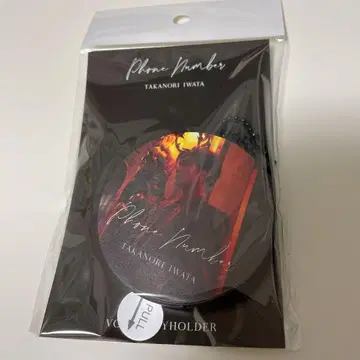 Phone Number
TAKANORI IWATA
Phone Number
TAKANORI IWATA
PULL